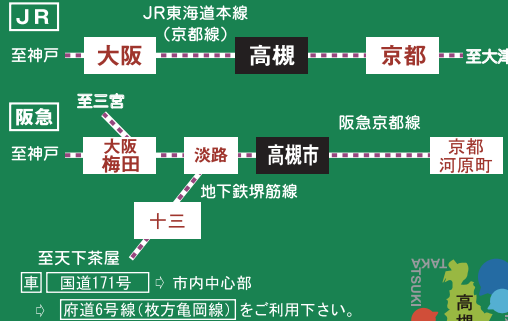 JR
JR東海道本線
（京都線）
至神戸 大阪 高槻 京都 至大津
阪急
至三宮
阪急京都線
至神戸 大阪梅田 淡路 高槻市 京都河原町
地下鉄堺筋線
十三
至天下茶屋
車 国道171号 ⇨ 市内中心部
⇨ 府道6号線(枚方亀岡線)をご利用下さい。
TAKATSUKI
高槻